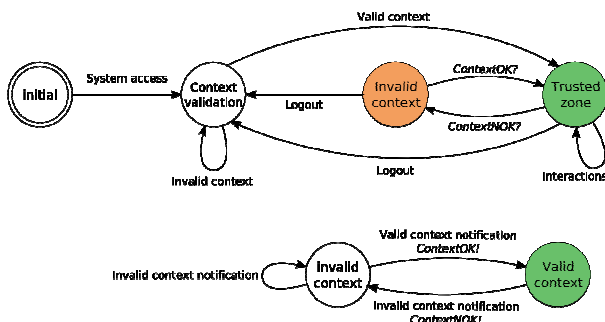 Valid context
System access
Initial
Context
validation
Invalid
context
ContextOK?
Trusted
zone
Logout
ContextNOK?
Invalid context
Logout
Interactions
Valid context notification
ContextOK!
Invalid context notification
Invalid
context
Valid
context
Invalid context notification
ContextNOK!